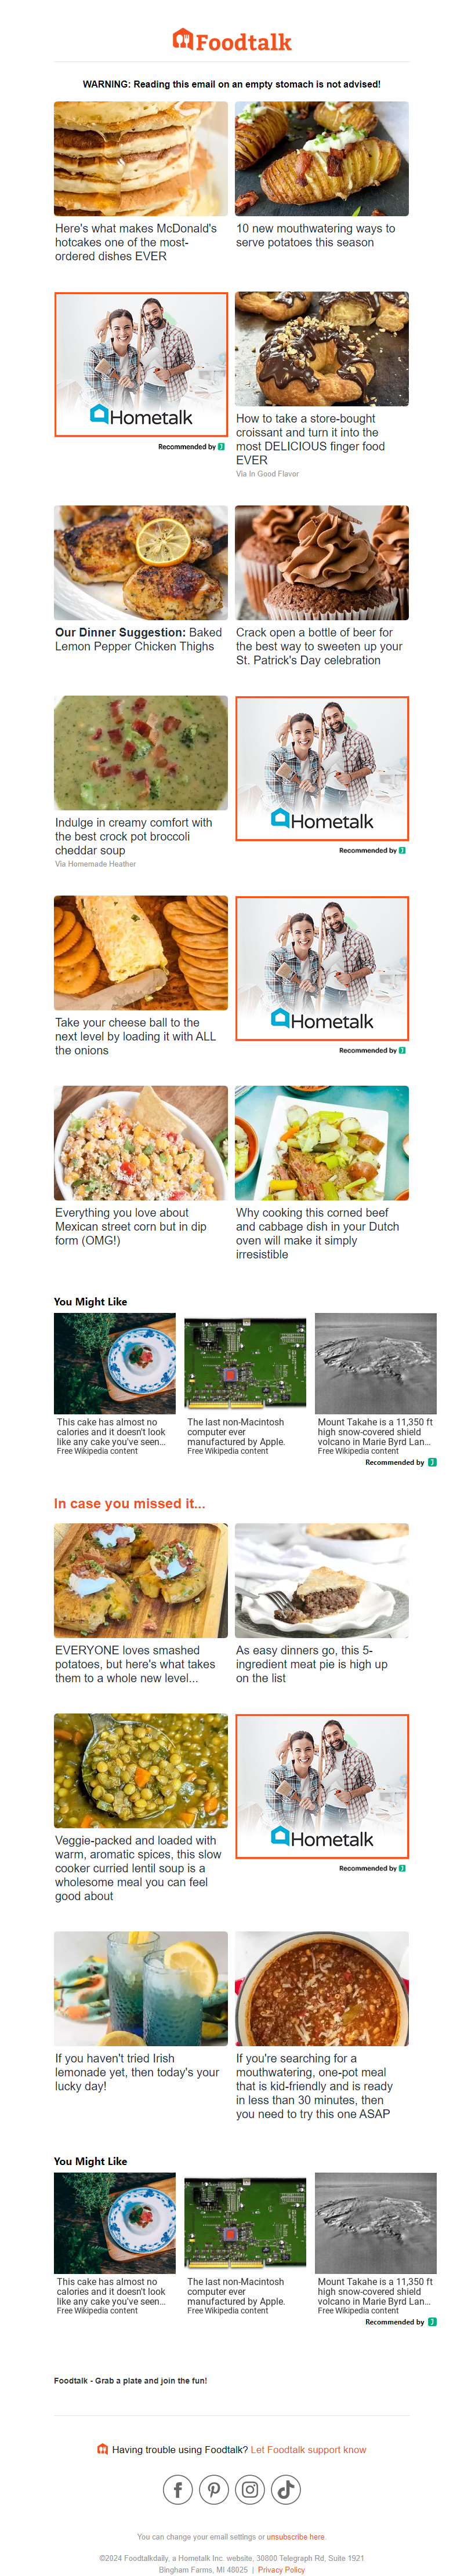 Foodtalk
WARNING: Reading this email on an empty stomach is not advised!
Here's what makes McDonald's
hotcakes one of the most-
ordered dishes EVER
10 new mouthwatering ways to
serve potatoes this season
Hometalk
Recommended by
How to take a store-bought
croissant and turn it into the
most DELICIOUS finger food
EVER
Via In Good Flavor
Our Dinner Suggestion: Baked
Lemon Pepper Chicken Thighs
Crack open a bottle of beer for
the best way to sweeten up your
St. Patrick's Day celebration
Indulge in creamy comfort with
the best crock pot broccoli
cheddar soup
Via Homemade Heather
Hometalk
Recommended by
Take your cheese ball to the
next level by loading it with ALL
the onions
Hometalk
Recommended by
Everything you love about
Mexican street corn but in dip
form (OMG!)
Why cooking this corned beef
and cabbage dish in your Dutch
oven will make it simply
irresistible
You Might Like
This cake has almost no
calories and it doesn't look
like any cake you've seen...
Free Wikipedia content
The last non-Macintosh
computer ever
manufactured by Apple.
Free Wikipedia content
Mount Takahe is a 11,350 ft
high snow-covered shield
volcano in Marie Byrd Lan...
Free Wikipedia content
Recommended by
In case you missed it...
EVERYONE loves smashed
potatoes, but here's what takes
them to a whole new level...
As easy dinners go, this 5-
ingredient meat pie is high up
on the list
Veggie-packed and loaded with
warm, aromatic spices, this slow
cooker curried lentil soup is a
wholesome meal you can feel
good about
Hometalk
Recommended by
If you haven't tried Irish
lemonade yet, then today's your
lucky day!
If you're searching for a
mouthwatering, one-pot meal
that is kid-friendly and is ready
in less than 30 minutes, then
you need to try this one ASAP
You Might Like
This cake has almost no
calories and it doesn't look
like any cake you've seen...
Free Wikipedia content
The last non-Macintosh
computer ever
manufactured by Apple.
Free Wikipedia content
Mount Takahe is a 11,350 ft
high snow-covered shield
volcano in Marie Byrd Lan...
Free Wikipedia content
Recommended by
Foodtalk - Grab a plate and join the fun!
Having trouble using Foodtalk? Let Foodtalk support know
You can change your email settings or unsubscribe here.
©2024 Foodtalkdaily, a Hometalk Inc. website, 30800 Telegraph Rd, Suite 1921
Bingham Farms, MI 48025 | Privacy Policy